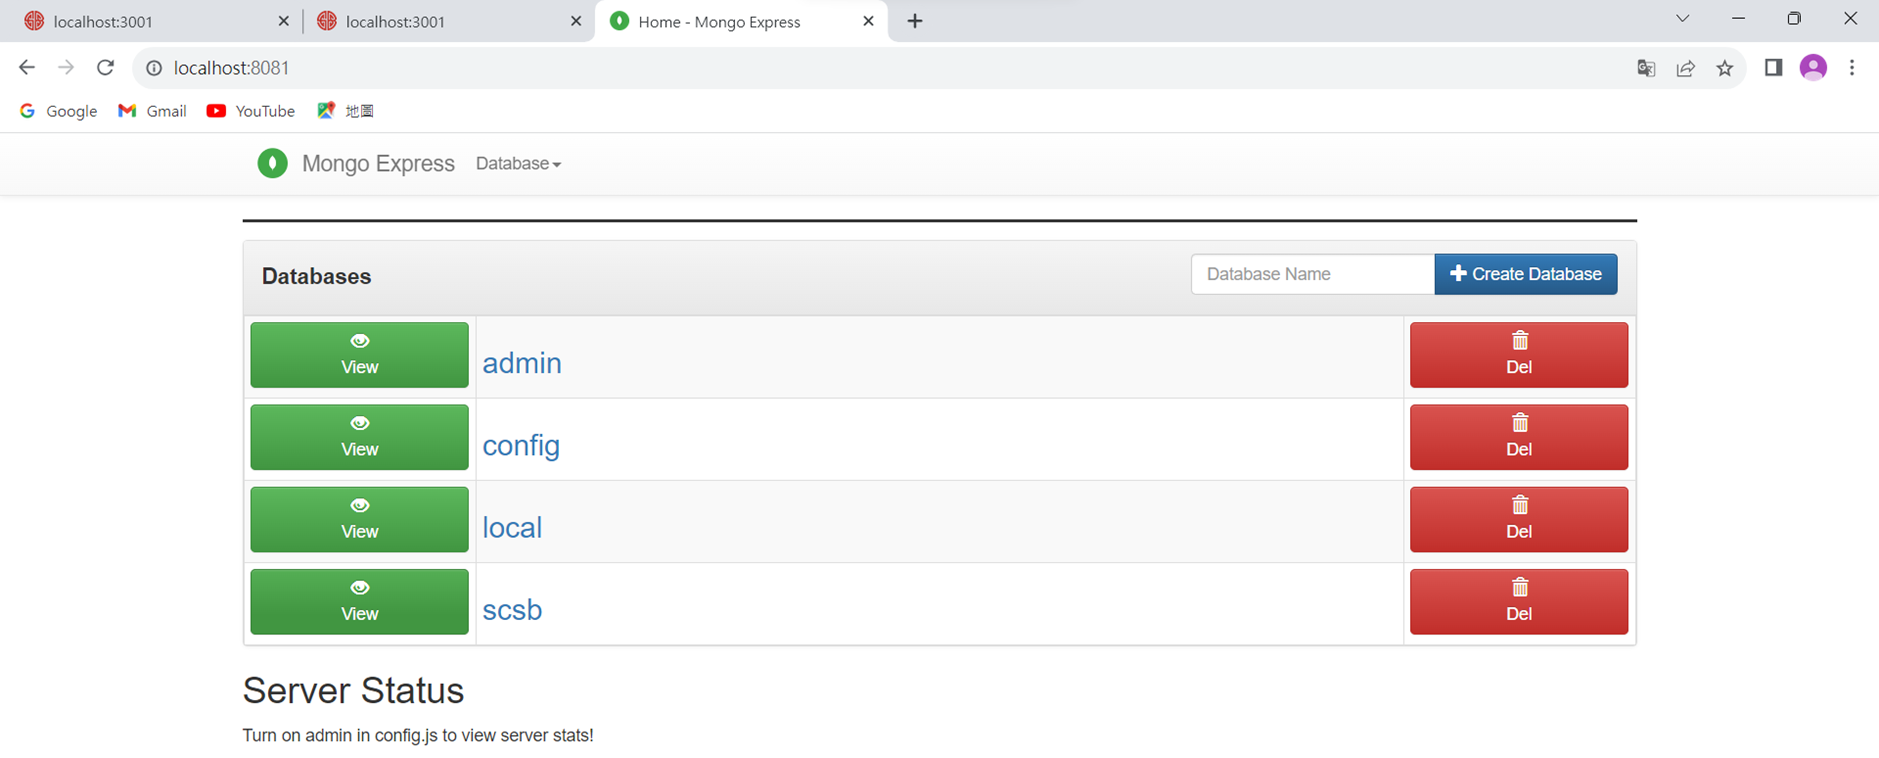 localhost:3001
localhost:3001
Home - Mongo Express
localhost:8081
Google Gmail YouTube 地圖
Mongo Express Database
Databases
Database Name
Create Database
View admin Del
View config Del
View local Del
View scsb Del
Server Status
Turn on admin in config.js to view server stats!